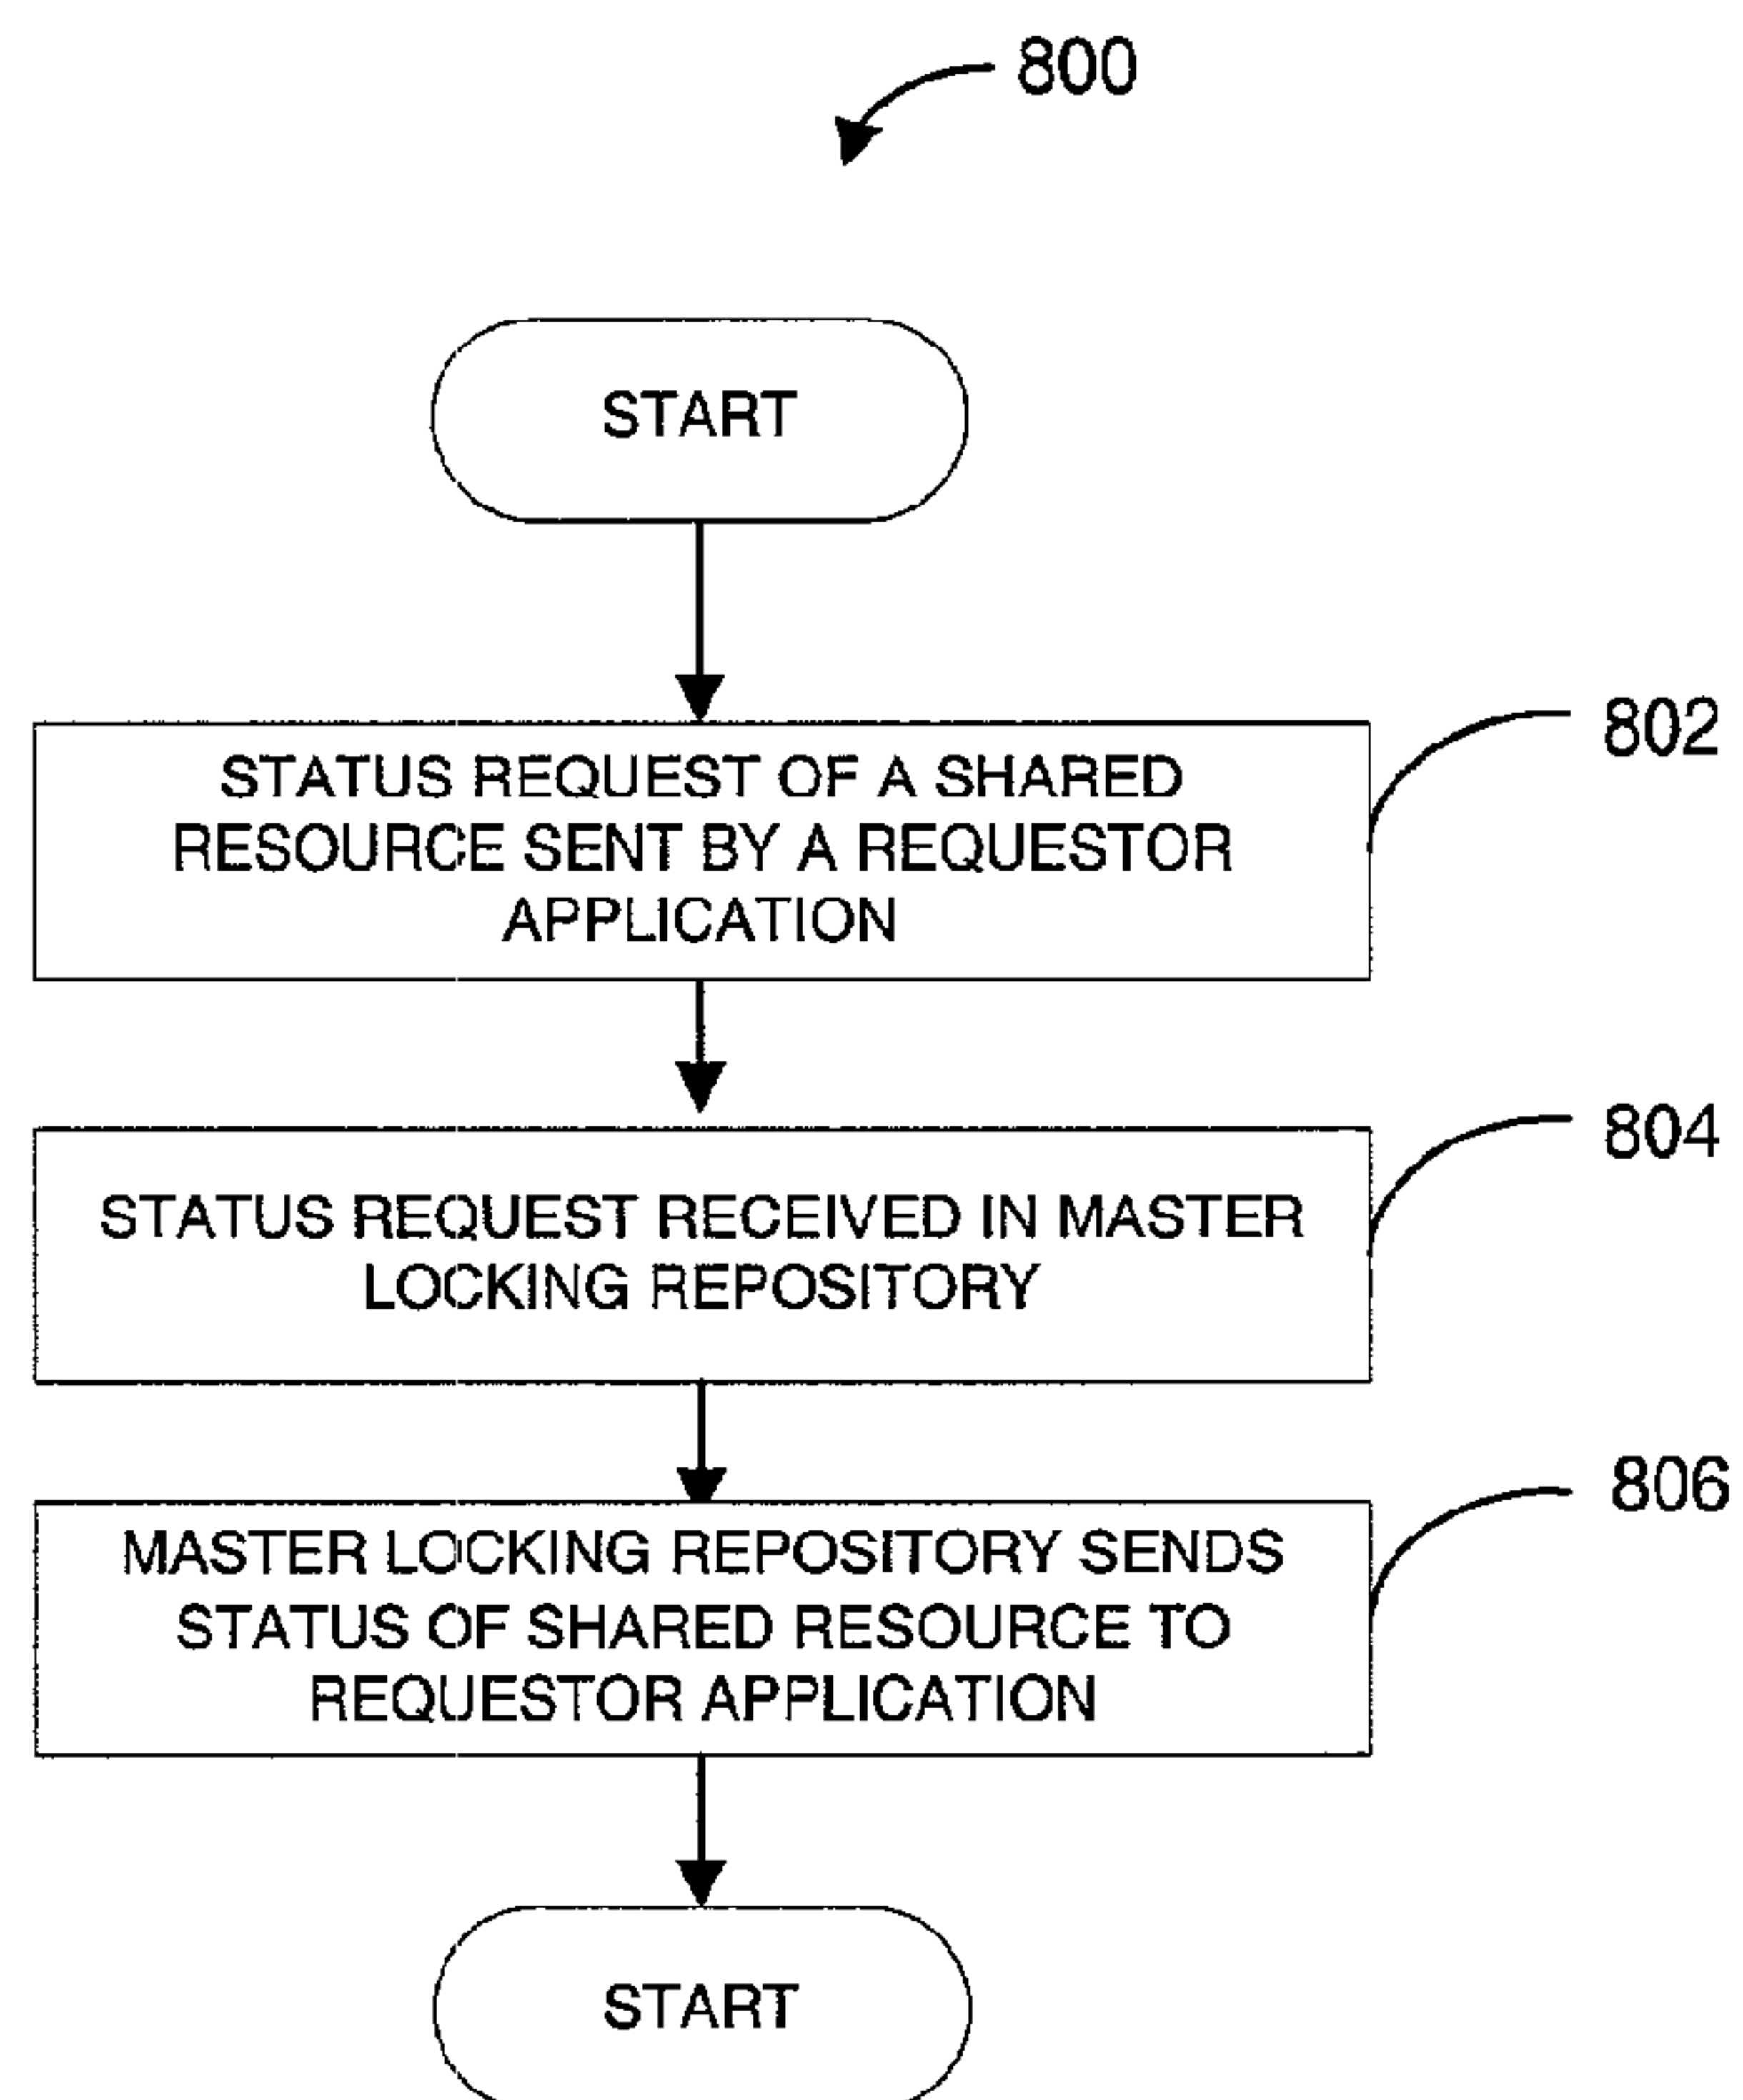 800
START
802
STATUS REQUEST OF A SHARED
RESOURCE SENT BY A REQUESTOR
APPLICATION
804
STATUS REQUEST RECEIVED IN MASTER
LOCKING REPOSITORY
806
MASTER LOCKING REPOSITORY SENDS
STATUS OF SHARED RESOURCE TO
REQUESTOR APPLICATION
START